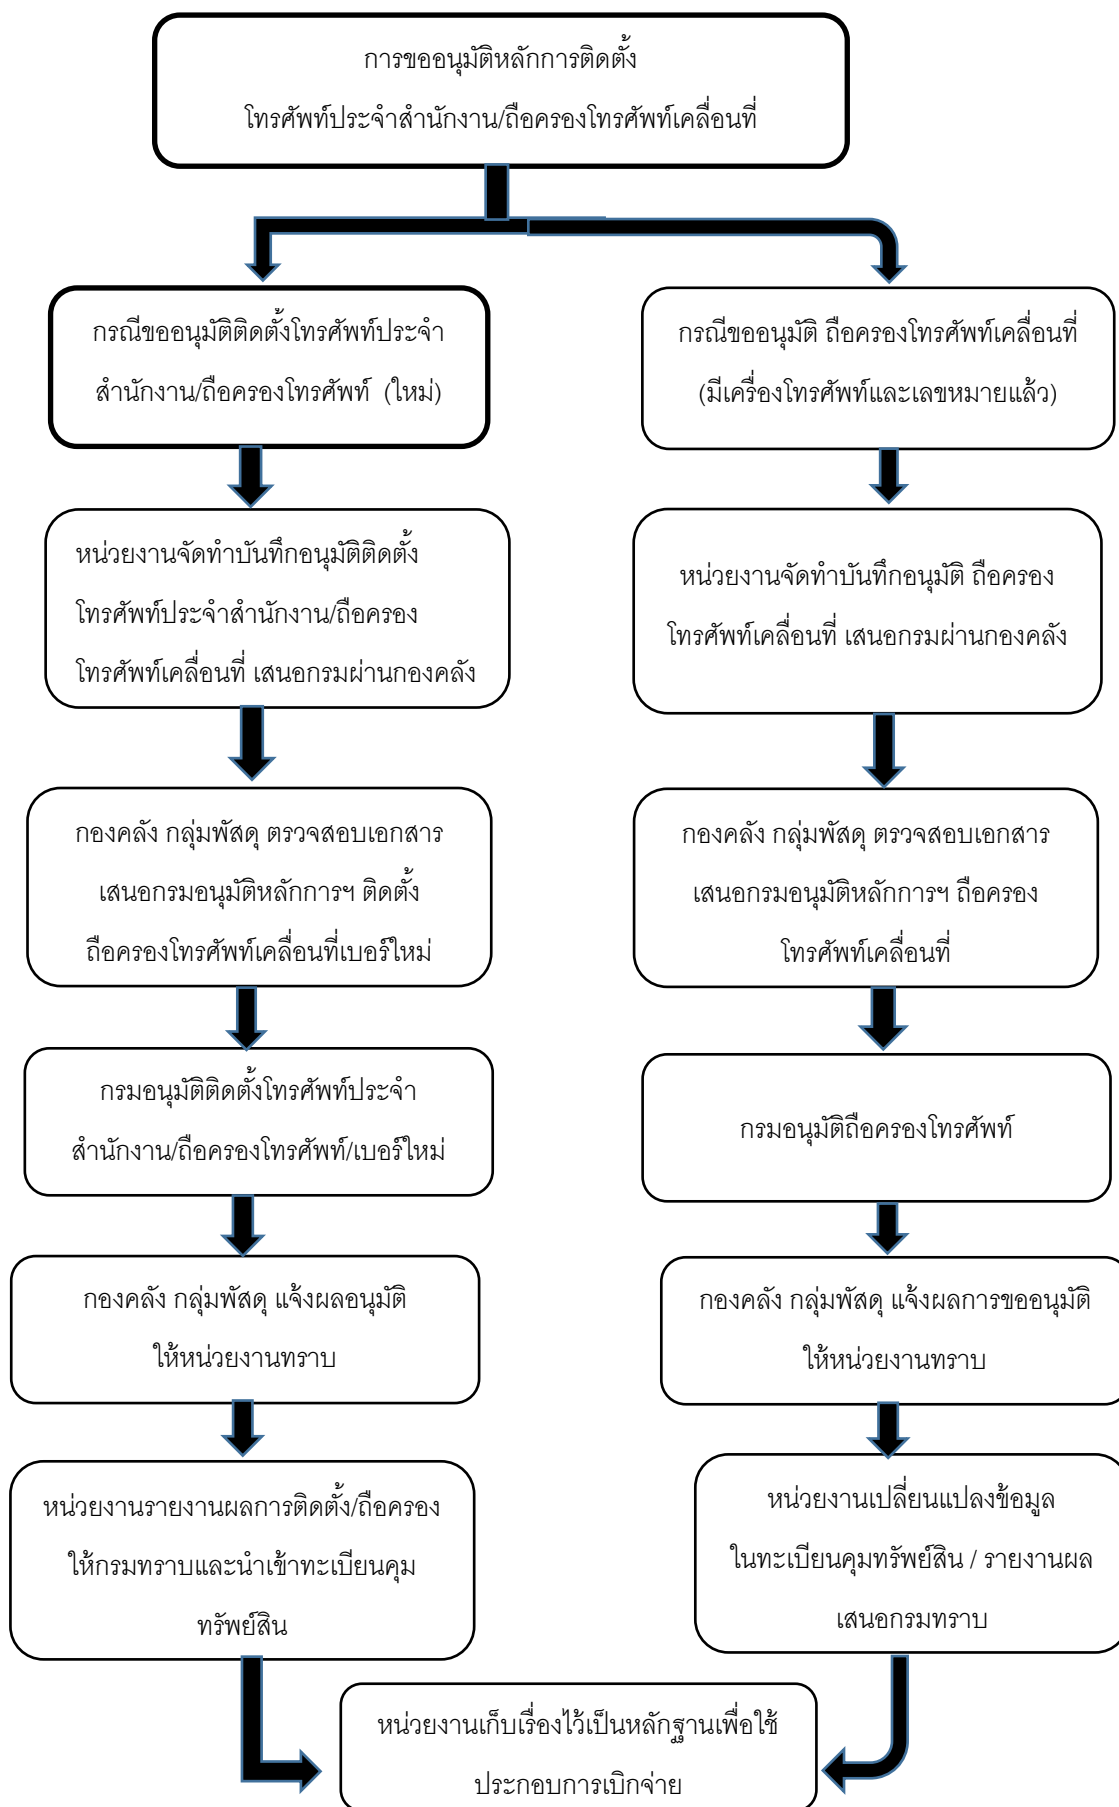 การขออนุมัติหลักการติดตั้ง
โทรศัพท์ประจำสำนักงาน/ถือครองโทรศัพท์เคลื่อนที่
กรณีขออนุมัติติดตั้งโทรศัพท์ประจำ
สำนักงาน/ถือครองโทรศัพท์ (ใหม่)
กรณีขออนุมัติ ถือครองโทรศัพท์เคลื่อนที่
(มีเครื่องโทรศัพท์และเลขหมายแล้ว)
หน่วยงานจัดทำบันทึกอนุมัติติดตั้ง
โทรศัพท์ประจำสำนักงาน/ถือครอง
โทรศัพท์เคลื่อนที่ เสนอกรมผ่านกองคลัง
หน่วยงานจัดทำบันทึกอนุมัติ ถือครอง
โทรศัพท์เคลื่อนที่ เสนอกรมผ่านกองคลัง
กองคลัง กลุ่มพัสดุ ตรวจสอบเอกสาร
เสนอกรมอนุมัติหลักการฯ ติดตั้ง
ถือครองโทรศัพท์เคลื่อนที่เบอร์ใหม่
กองคลัง กลุ่มพัสดุ ตรวจสอบเอกสาร
เสนอกรมอนุมัติหลักการฯ ถือครอง
โทรศัพท์เคลื่อนที่
กรมอนุมัติติดตั้งโทรศัพท์ประจำ
สำนักงาน/ถือครองโทรศัพท์/เบอร์ใหม่
กรมอนุมัติถือครองโทรศัพท์
กองคลัง กลุ่มพัสดุ แจ้งผลอนุมัติ
ให้หน่วยงานทราบ
กองคลัง กลุ่มพัสดุ แจ้งผลการขออนุมัติ
ให้หน่วยงานทราบ
หน่วยงานรายงานผลการติดตั้ง/ถือครอง
ให้กรมทราบและนำเข้าทะเบียนคุม
ทรัพย์สิน
หน่วยงานเปลี่ยนแปลงข้อมูล
ในทะเบียนคุมทรัพย์สิน / รายงานผล
เสนอกรมทราบ
หน่วยงานเก็บเรื่องไว้เป็นหลักฐานเพื่อใช้
ประกอบการเบิกจ่าย